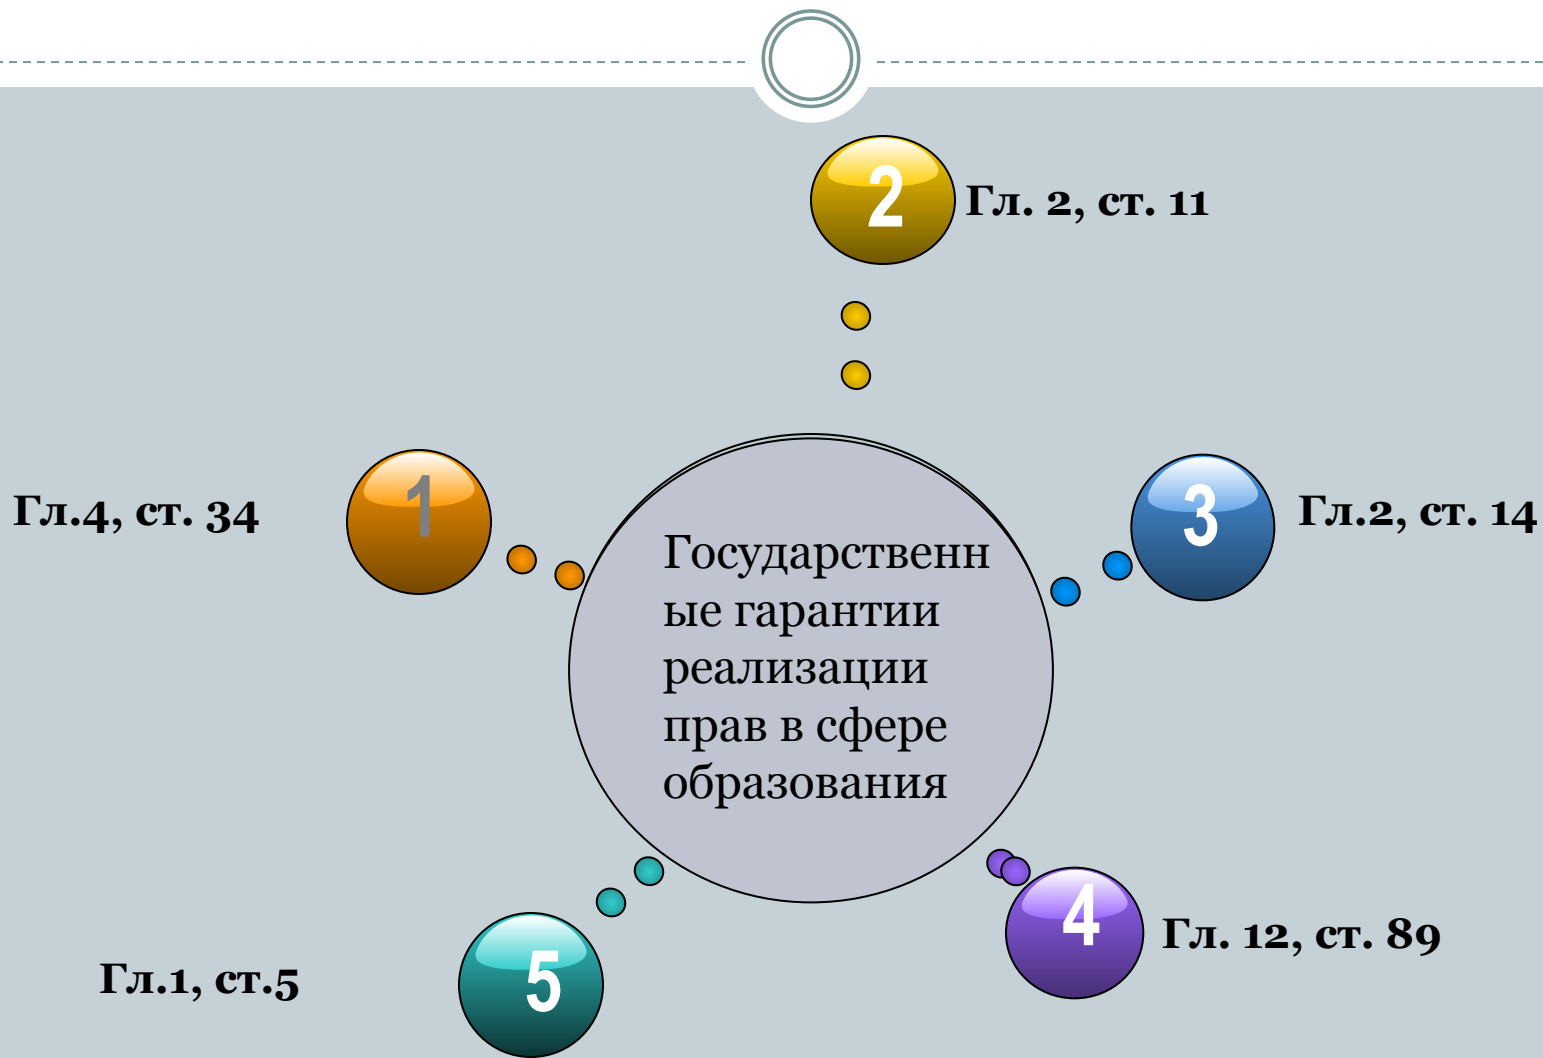 2
Гл. 2, ст. 11
Гл.4, ст. 34
1
3
Гл.2, ст. 14
Государственн
ые гарантии
реализации
прав в сфере
образования
4
Гл. 12, ст. 89
5
Гл.1, ст.5